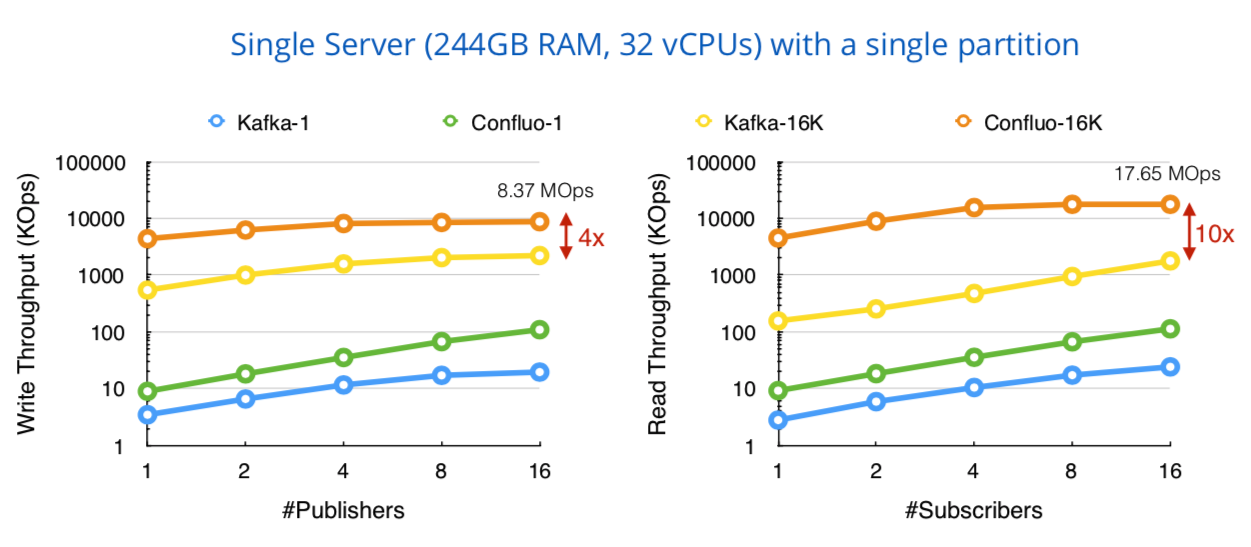 Single Server (244GB RAM, 32 vCPUs) with a single partition
Kafka-1
Confluo-1
Kafka-16K
Confluo-16K
Write Throughput (KOps)
100000
10000
1000
100
10
1
8.37 MOps
4x
1
2
4
8
16
#Publishers
Read Throughput (KOps)
100000
10000
1000
100
10
1
17.65 MOps
10x
1
2
4
8
16
#Subscribers